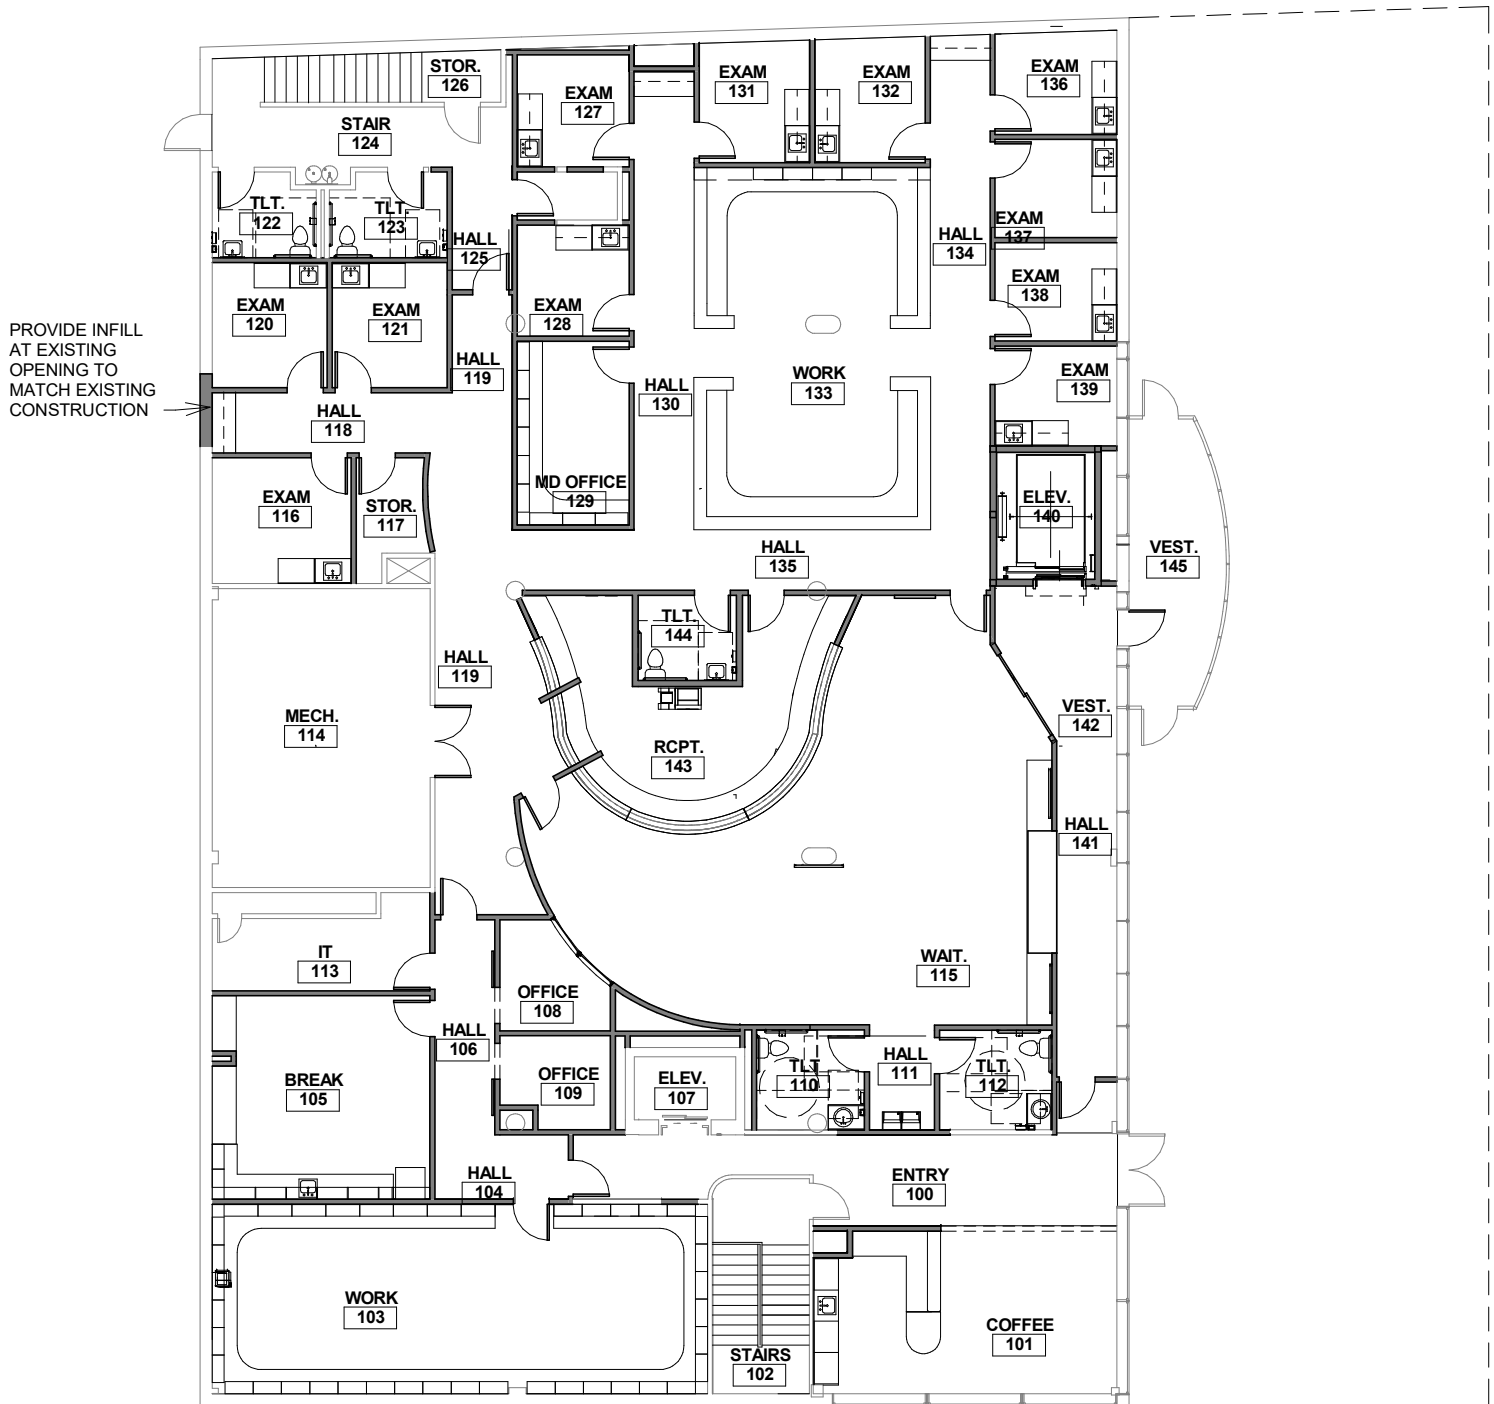 STOR.
126
EXAM
127
EXAM
131
EXAM
132
EXAM
136
STAIR
124
TLT.
122
TLT.
123
HALL
125
EXAM
137
HALL
134
EXAM
138
EXAM
120
EXAM
121
EXAM
128
PROVIDE INFILL
AT EXISTING
OPENING TO
MATCH EXISTING
CONSTRUCTION
HALL
119
HALL
130
WORK
133
EXAM
139
HALL
118
EXAM
116
STOR.
117
MD OFFICE
129
ELEV.
140
HALL
135
VEST.
145
TLT.
144
HALL
119
MECH.
114
RCPT.
143
VEST.
142
HALL
141
IT
113
WAIT.
115
OFFICE
108
HALL
106
BREAK
105
OFFICE
109
ELEV.
107
TLT
110
HALL
111
TLT.
112
HALL
104
ENTRY
100
WORK
103
STAIRS
102
COFFEE
101